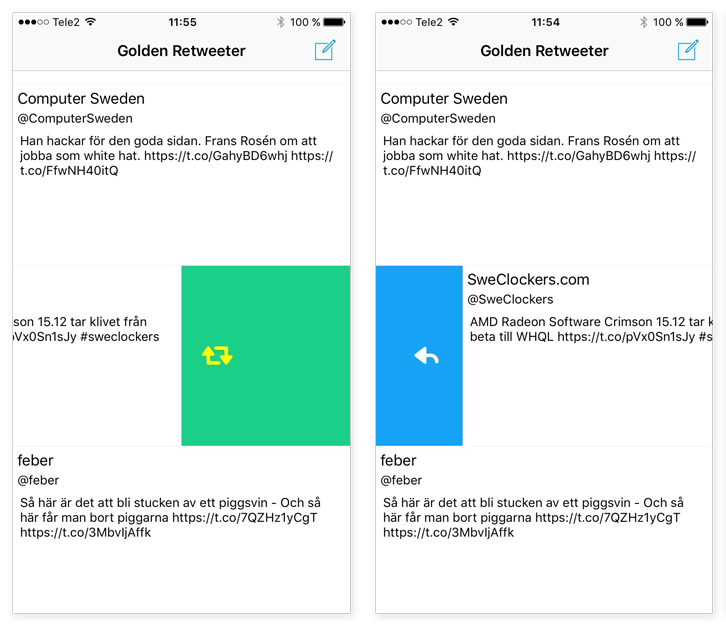 Tele2 11:55 100 %
Golden Retweeter
Computer Sweden
@ComputerSweden
Han hackar för den goda sidan. Frans Rosén om att
jobba som white hat. https://t.co/GahyBD6whj https://
t.co/FfwNH40itQ
son 15.12 tar klivet från
pVx0Sn1sJy #sweclockers
feber
@feber
Så här är det att bli stucken av ett piggsvin - Och så
här får man bort piggarna https://t.co/7QZHz1yCgT
https://t.co/3MbvIjAffk
Tele2 11:54 100 %
Golden Retweeter
Computer Sweden
@ComputerSweden
Han hackar för den goda sidan. Frans Rosén om att
jobba som white hat. https://t.co/GahyBD6whj https://
t.co/FfwNH40itQ
SweClockers.com
@SweClockers
AMD Radeon Software Crimson 15.12 tar k
beta till WHQL https://t.co/pVx0Sn1sJy #s
feber
@feber
Så här är det att bli stucken av ett piggsvin - Och så
här får man bort piggarna https://t.co/7QZHz1yCgT
https://t.co/3MbvIjAffk